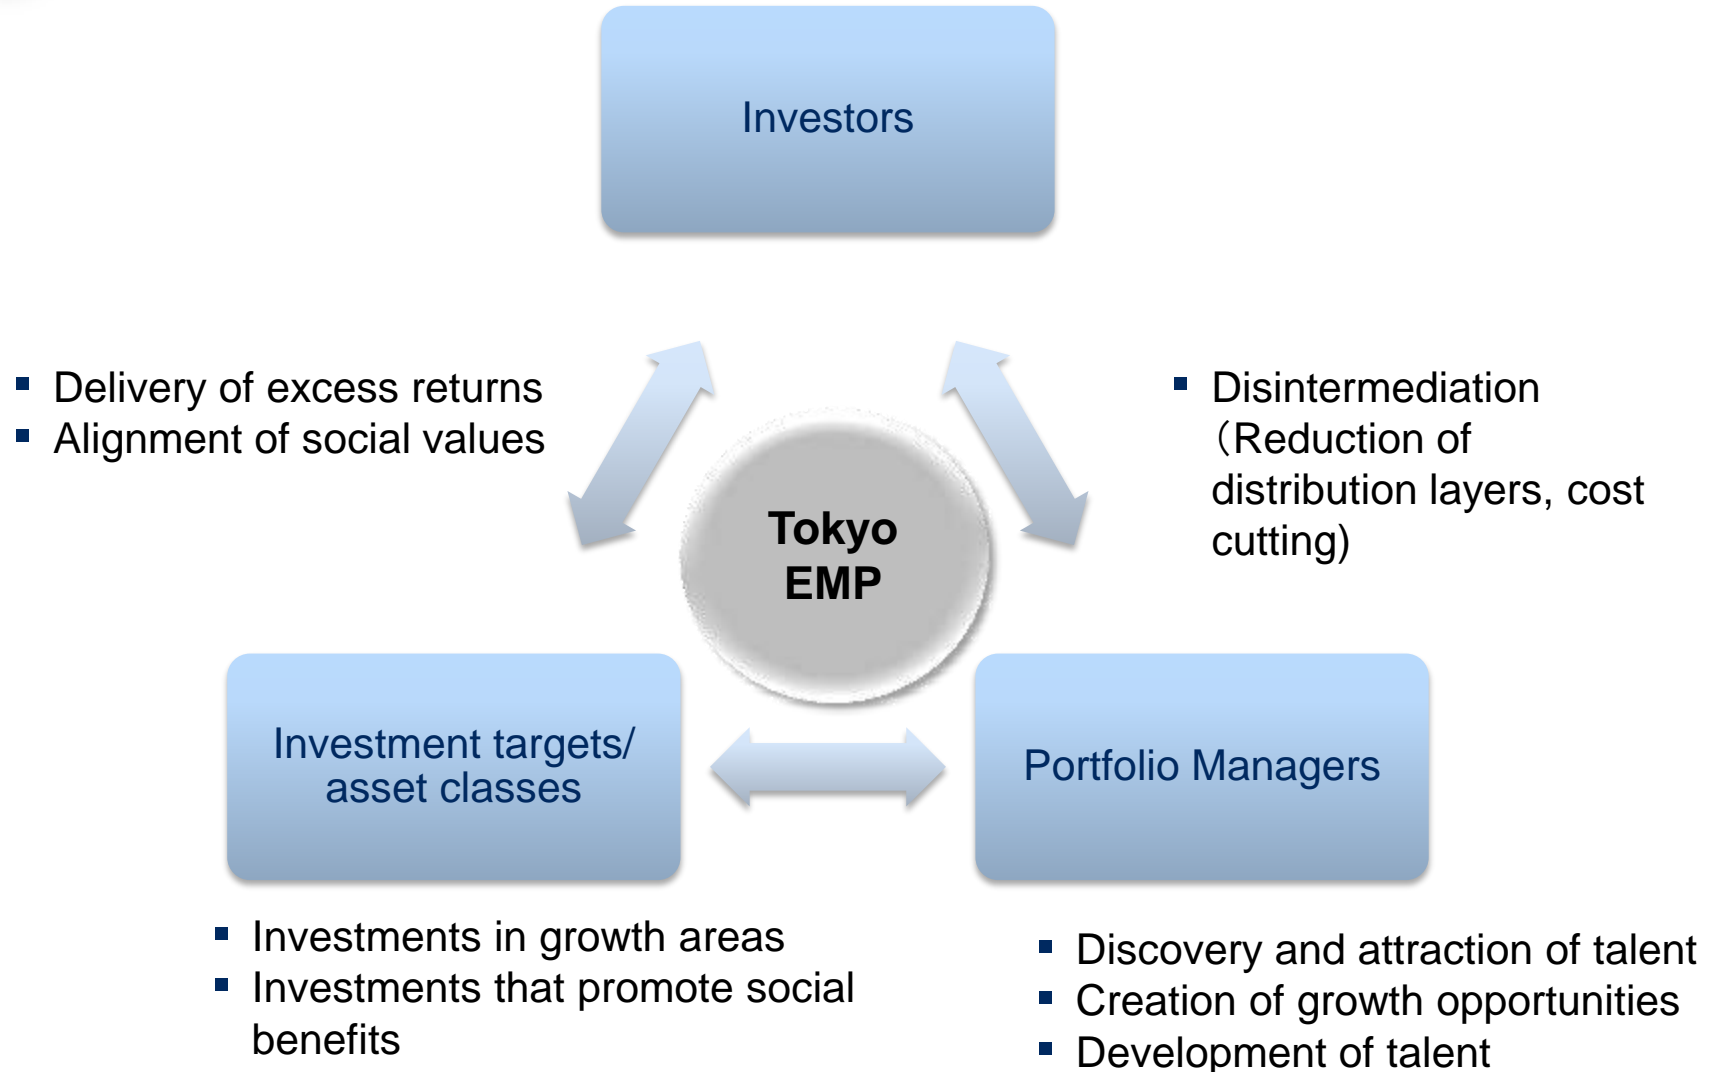 Investors
▪ Delivery of excess returns
▪ Alignment of social values
▪ Disintermediation
（Reduction of
distribution layers, cost
cutting)
Tokyo
EMP
Investment targets/
asset classes
Portfolio Managers
▪ Investments in growth areas
▪ Investments that promote social
benefits
▪ Discovery and attraction of talent
▪ Creation of growth opportunities
▪ Development of talent